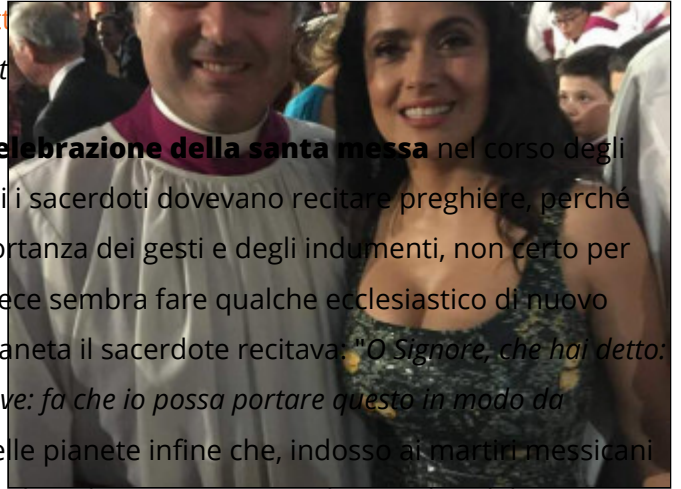 elebrazione della santa messa nel corso degli
i i sacerdoti dovevano recitare preghiere, perché
ortanza dei gesti e degli indumenti, non certo per
ece sembra fare qualche ecclesiastico di nuovo
aneta il sacerdote recitava: "O Signore, che hai detto:
ve: fa che io possa portare questo in modo da
elle pianete infine che, indosso ai martiri messicani